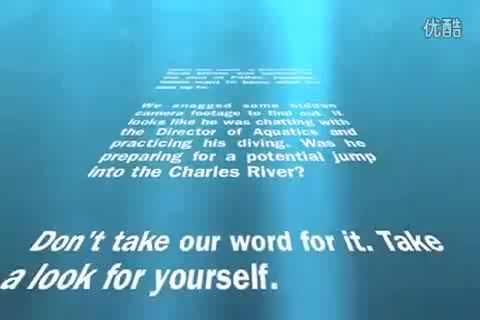 优酷
We snagged some hidden
camera footage to find out. It
looks like he was chatting with
the Director of Aquatics and
practicing his diving. Was he
preparing for a potential jump
into the Charles River?
Don't take our word for it. Take
a look for yourself.